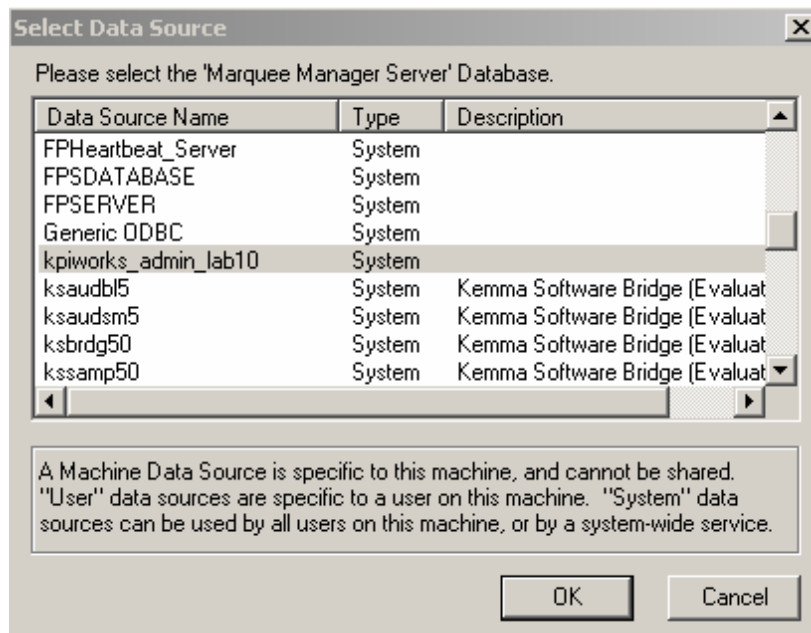 Select Data Source
Please select the 'Marquee Manager Server' Database.
Data Source Name Type Description
FPHeartbeat_Server System
FPSDATABASE System
FPSERVER System
Generic ODBC System
kpiworks_admin_lab10 System
ksaudbl5 System Kemma Software Bridge (Evaluat
ksaudsm5 System Kemma Software Bridge (Evaluat
ksbrdg50 System Kemma Software Bridge (Evaluat
kssamp50 System Kemma Software Bridge (Evaluat
A Machine Data Source is specific to this machine, and cannot be shared.
"User" data sources are specific to a user on this machine. "System" data
sources can be used by all users on this machine, or by a system-wide service.
OK Cancel